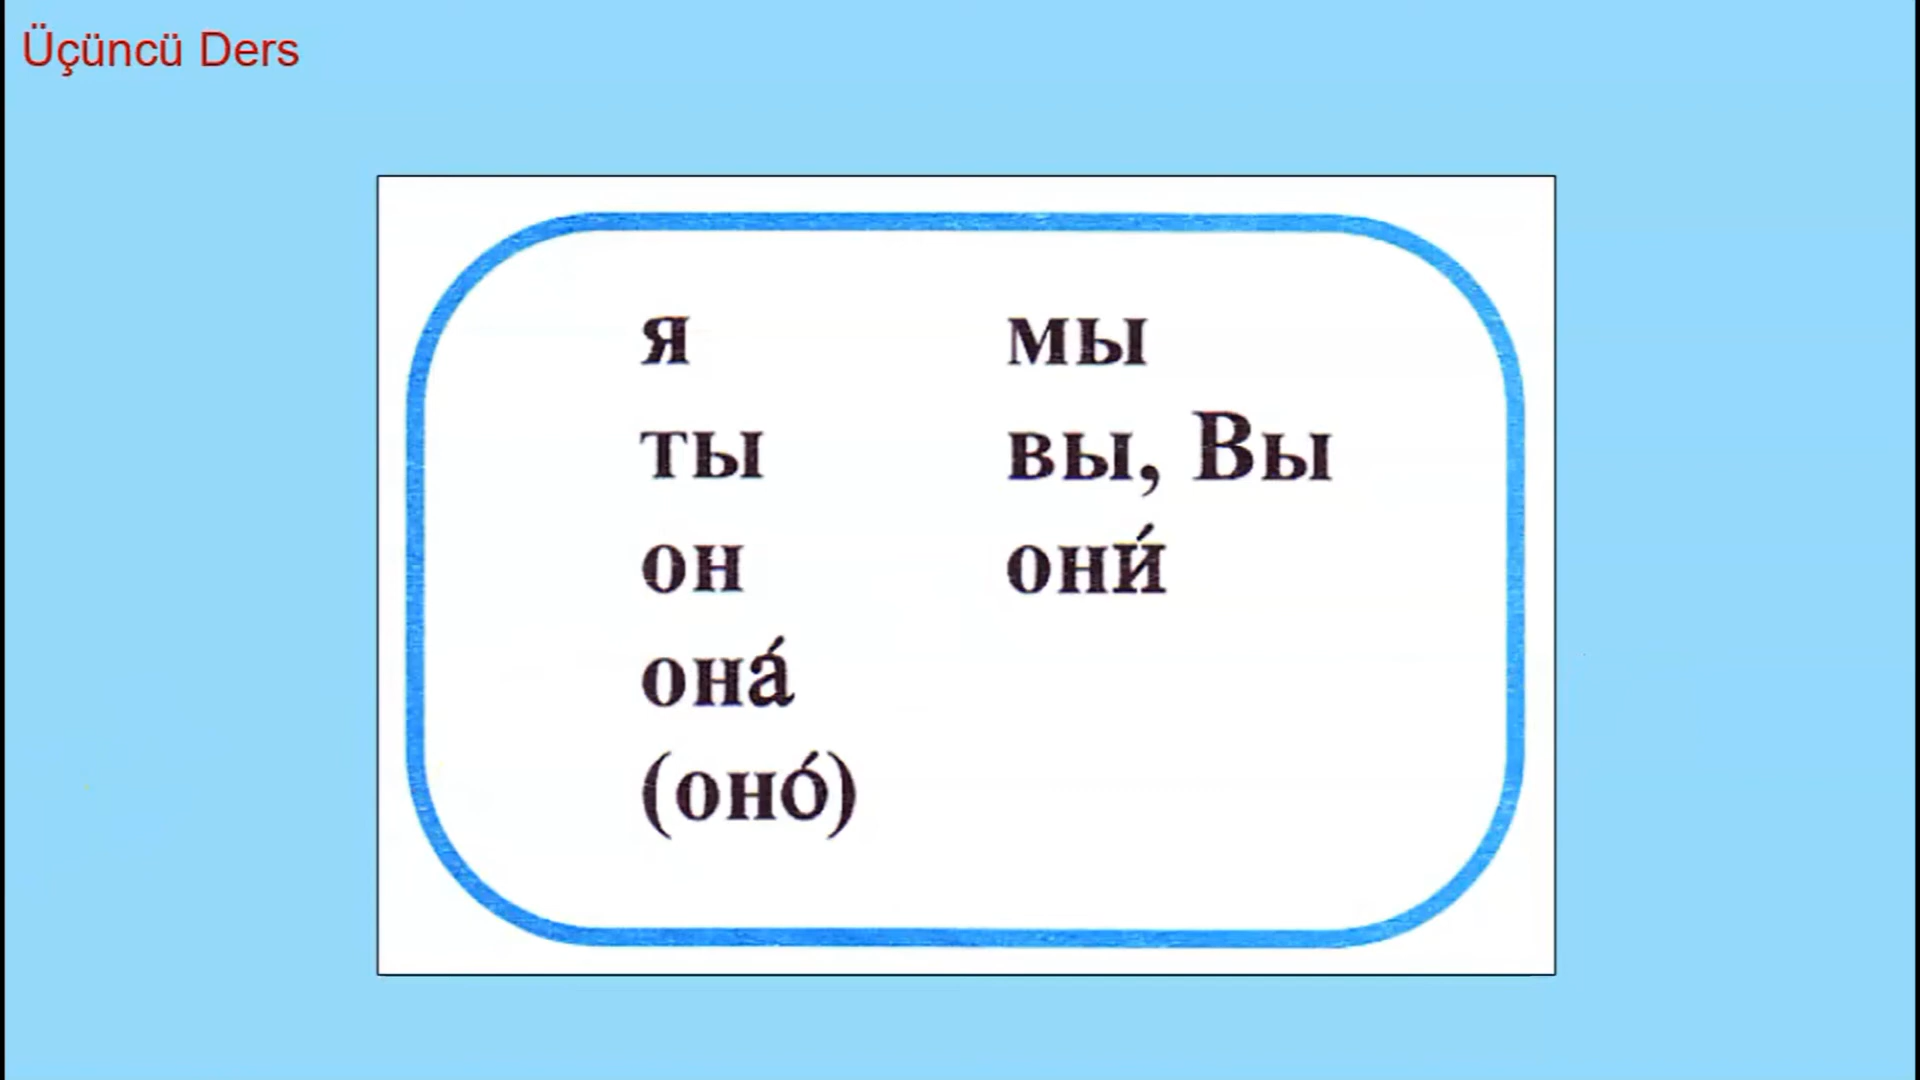 Üçüncü Ders
я мы
ты вы, Вы
он они́
она́
(оно́)